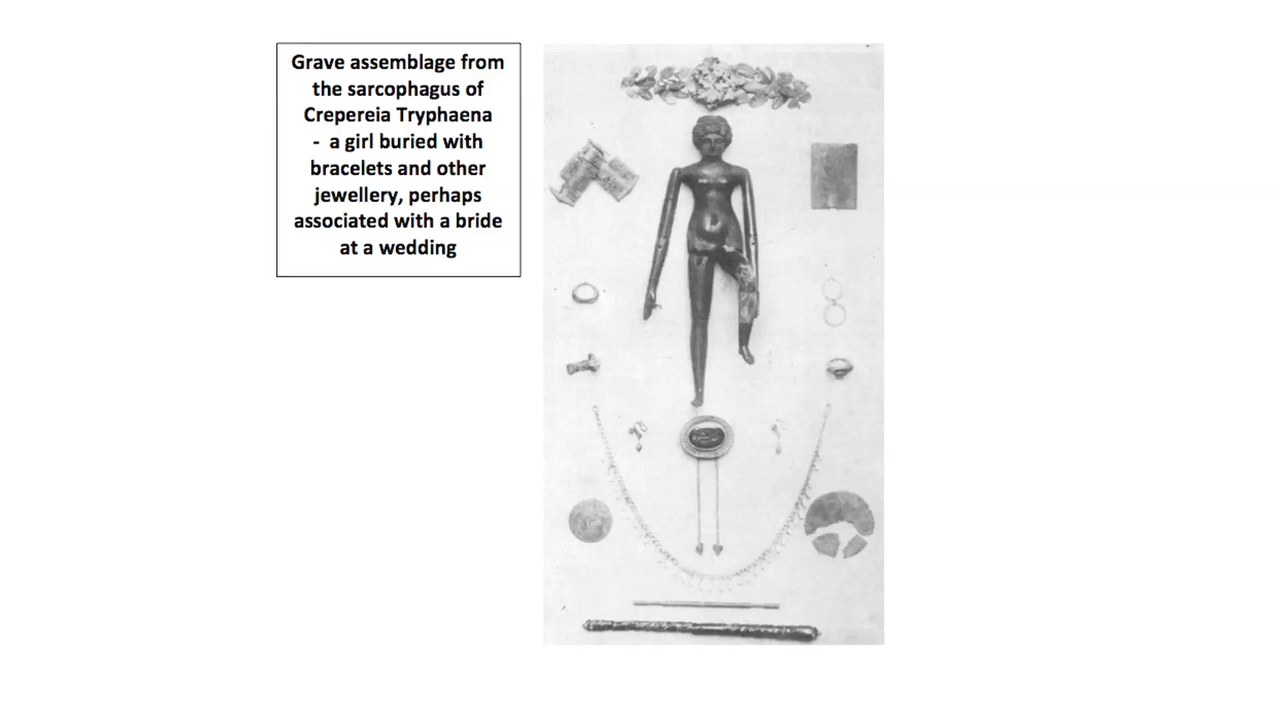 Grave assemblage from
the sarcophagus of
Crepereia Tryphaena
- a girl buried with
bracelets and other
jewellery, perhaps
associated with a bride
at a wedding